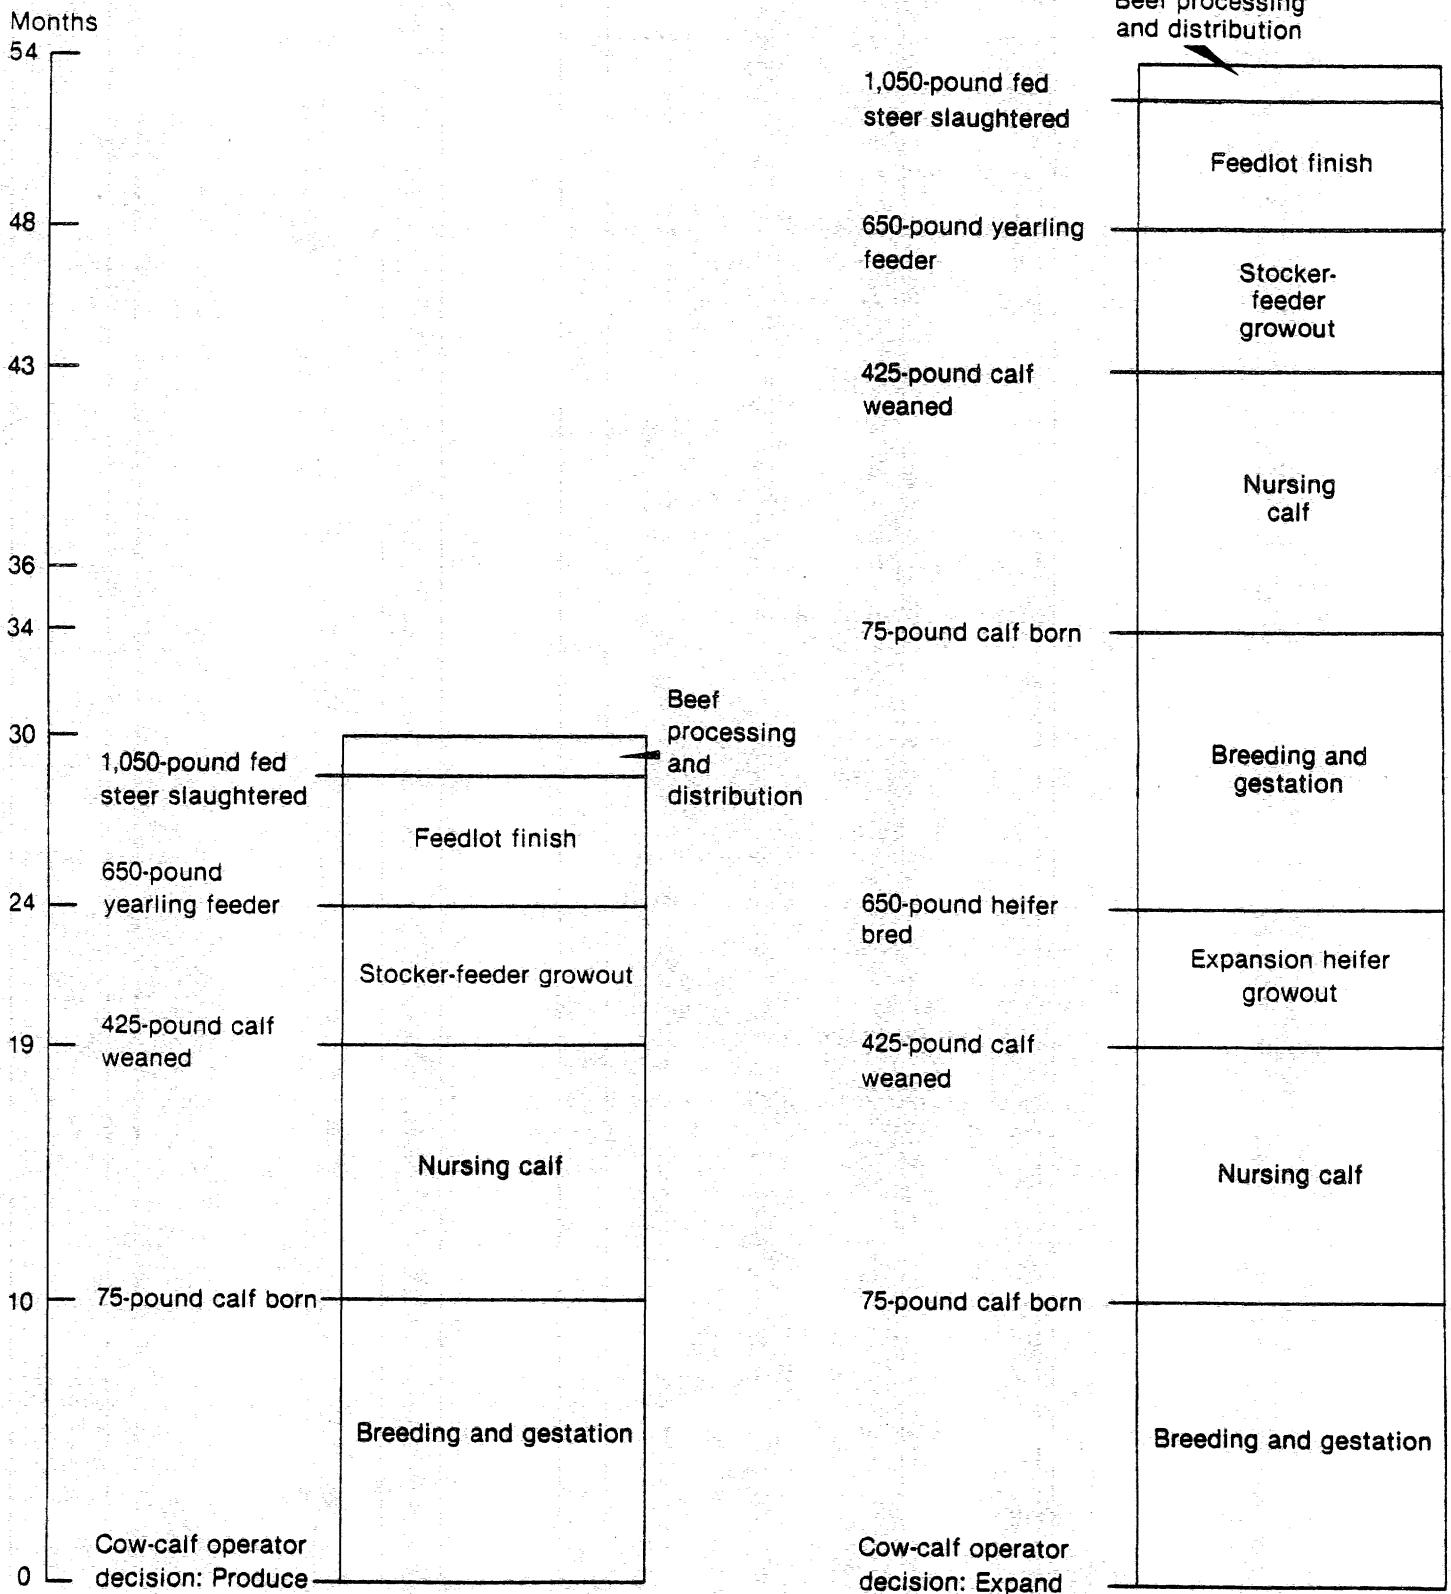 Months
54
48
43
36
34
30
24
19
10
0
1,050-pound fed
steer slaughtered
650-pound
yearling feeder
425-pound calf
weaned
75-pound calf born
Cow-calf operator
decision: Produce
Beef
processing
and
distribution
Feedlot finish
Stocker-feeder growout
Nursing calf
Breeding and gestation
Beef processing
and distribution
1,050-pound fed
steer slaughtered
650-pound yearling
feeder
425-pound calf
weaned
75-pound calf born
650-pound heifer
bred
425-pound calf
weaned
75-pound calf born
Cow-calf operator
decision: Expand
Feedlot finish
Stocker-
feeder
growout
Nursing
calf
Breeding and
gestation
Expansion heifer
growout
Nursing calf
Breeding and gestation